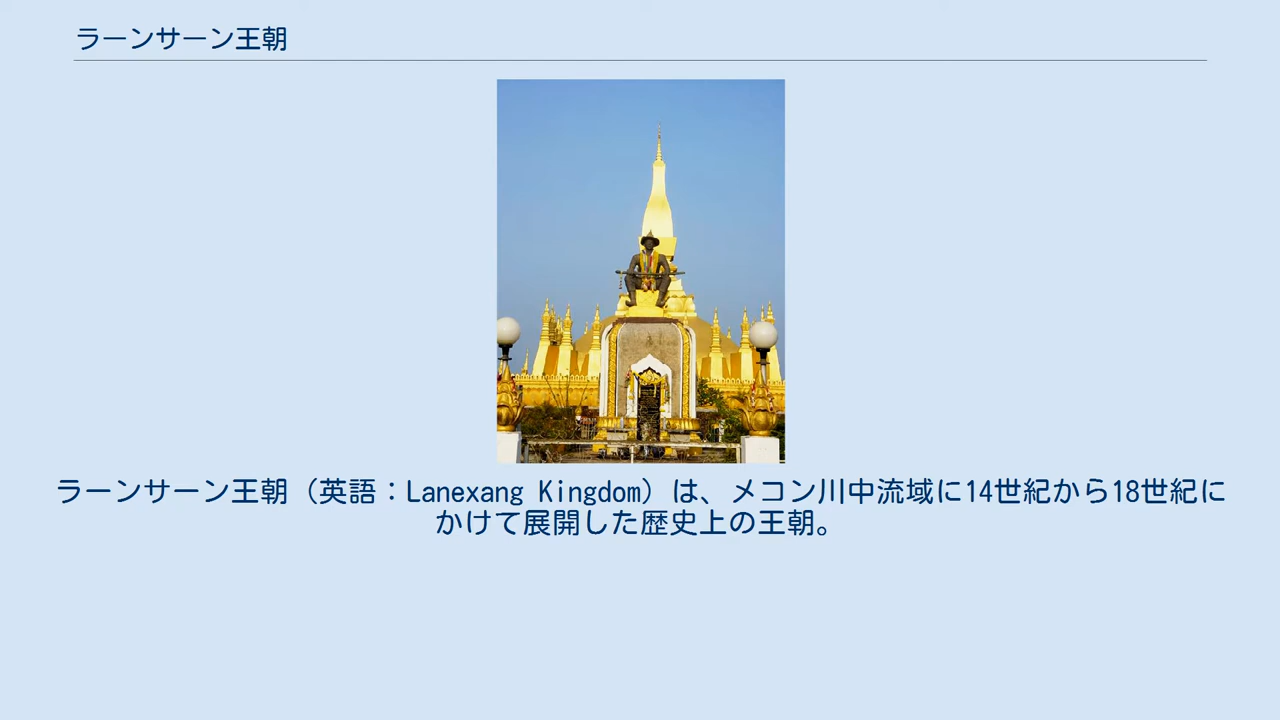 ラーンサーン王朝
ラーンサーン王朝（英語：Lanexang Kingdom）は、メコン川中流域に14世紀から18世紀に
かけて展開した歴史上の王朝。